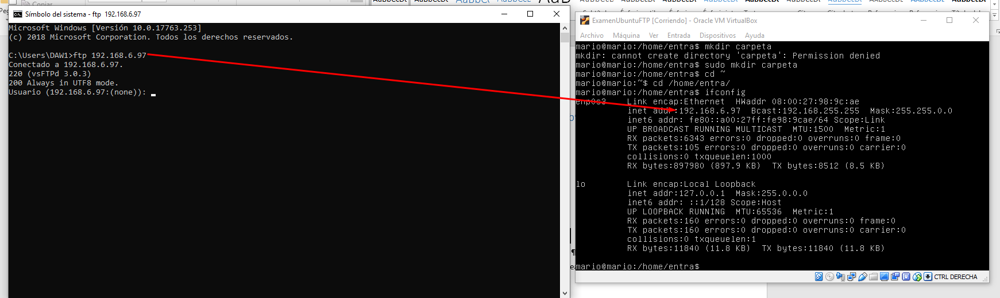 Copiar
Símbolo del sistema - ftp  192.168.6.97
Microsoft Windows [Versión 10.0.17763.253]
(c) 2018 Microsoft Corporation. Todos los derechos reservados.
C:\Users\DAW1>ftp 192.168.6.97
Conectado a 192.168.6.97.
220 (vsFTPd 3.0.3)
200 Always in UTF8 mode.
Usuario (192.168.6.97:(none)):
ExamenUbuntuFTP [Corriendo] - Oracle VM VirtualBox
Archivo Máquina Ver Entrada Dispositivos Ayuda
mario@mario:/home/entra$ mkdir carpeta
mkdir: cannot create directory 'carpeta': Permission denied
mario@mario:/home/entra$ sudo mkdir carpeta
mario@mario:/home/entra$ cd ~
mario@mario:~$ cd /home/entra/
mario@mario:/home/entra$ ifconfig
enp0s3 Link encap:Ethernet HWaddr 08:00:27:98:9c:ae
inet addr:192.168.6.97 Bcast:192.168.255.255 Mask:255.255.0.0
inet6 addr: fe80::a00:27ff:fe98:9cae/64 Scope:Link
UP BROADCAST RUNNING MULTICAST MTU:1500 Metric:1
RX packets:6343 errors:0 dropped:0 overruns:0 frame:0
TX packets:105 errors:0 dropped:0 overruns:0 carrier:0
collisions:0 txqueuelen:1000
RX bytes:897980 (897.9 KB) TX bytes:8512 (8.5 KB)
lo Link encap:Local Loopback
inet addr:127.0.0.1 Mask:255.0.0.0
inet6 addr: ::1/128 Scope:Host
UP LOOPBACK RUNNING MTU:65536 Metric:1
RX packets:160 errors:0 dropped:0 overruns:0 frame:0
TX packets:160 errors:0 dropped:0 overruns:0 carrier:0
collisions:0 txqueuelen:1
RX bytes:11840 (11.8 KB) TX bytes:11840 (11.8 KB)
mario@mario:/home/entra$
CTRL DERECHA